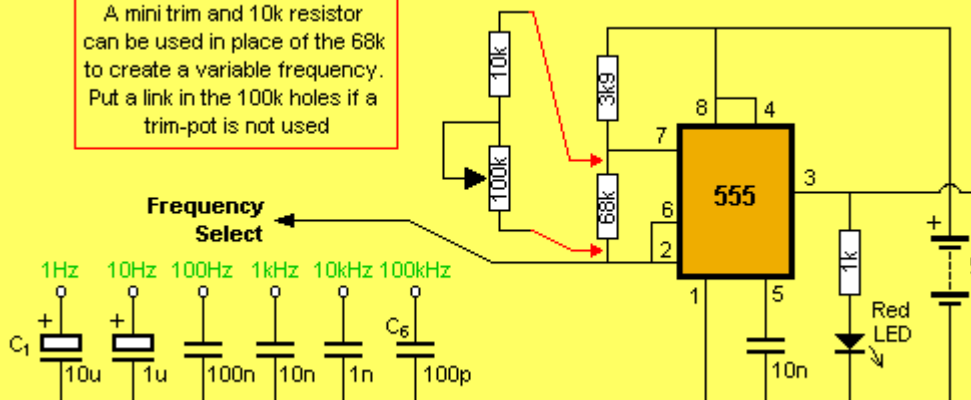 A mini trim and 10k resistor
can be used in place of the 68k
to create a variable frequency.
Put a link in the 100k holes if a
trim-pot is not used
10k
3k9
8
4
7
100k
68k
555
3
6
2
Frequency
Select
1Hz 10Hz 100Hz 1kHz 10kHz 100kHz
1
5
1k
+
+
+
C1
C6
Red
LED
10u
1u
100n
10n
1n
100p
10n